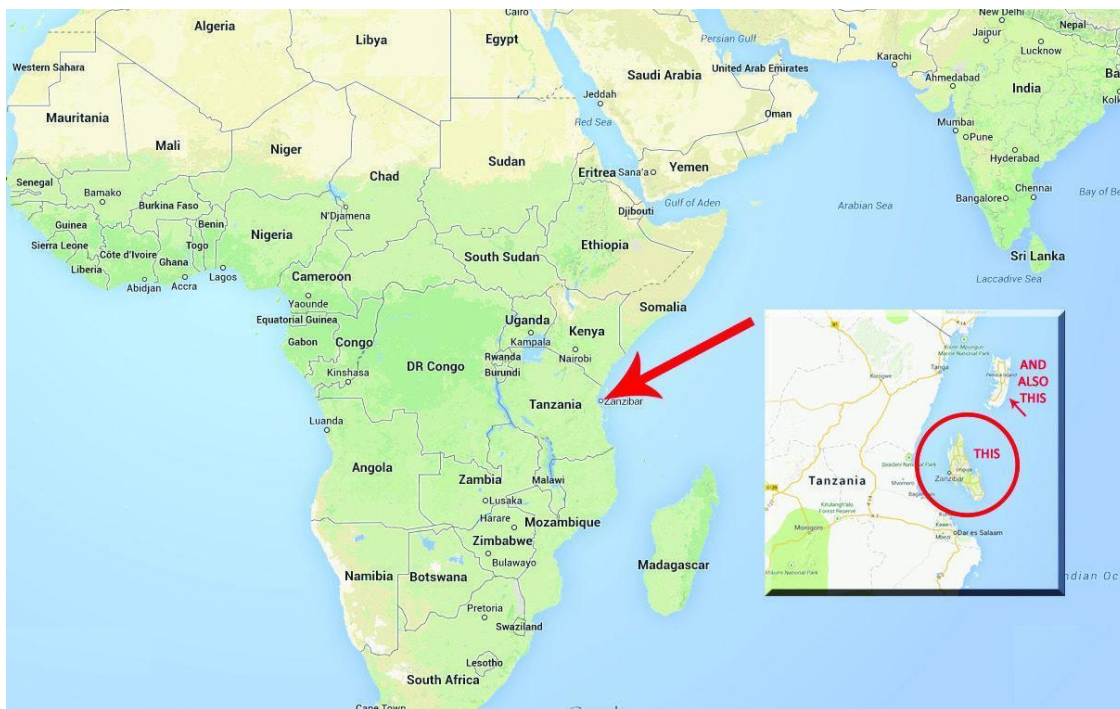 Cairo
New Delhi
Nepal
Algeria
Libya
Egypt
Persian Gulf
Jaipur
Lucknow
Western Sahara
Karachi
United Arab Emirates
Saudi Arabia
Ahmedabad
Ba
India
Kolk
Jeddah
Mauritania
Red Sea
Oman
Mumbai
Pune
Mali
Niger
Hyderabad
Sudan
Eritrea
Sana'a
Yemen
Chad
Senegal
Bamako
Bangalore
Chennai
Bay of Be
Burkina Faso
N'Djamena
Gulf of Aden
Arabian Sea
Djibouti
Guinea
Benin
Nigeria
Sierra Leone
Côte d'Ivoire
Togo
Ghana
Ethiopia
Liberia
Lagos
South Sudan
Sri Lanka
Cameroon
Abidjan
Accra
Laccadive Sea
Yaounde
Somalia
Equatorial Guinea
Uganda
Kenya
Gabon
Congo
Kampala
Rwanda
Nairobi
DR Congo
Burundi
Kinshasa
Tanzania
Zanzibar
Luanda
Angola
Zambia
Malawi
Lusaka
Harare
Mozambique
Zimbabwe
Bulawayo
Madagascar
Namibia
Botswana
Pretoria
Swaziland
Lesotho
South Africa
Cape Town
Tanga
Korogwe
Pemba Island
AND
ALSO
THIS
THIS
Tanzania
Zanzibar
Morogoro
Dar es Salaam
ndian Oc